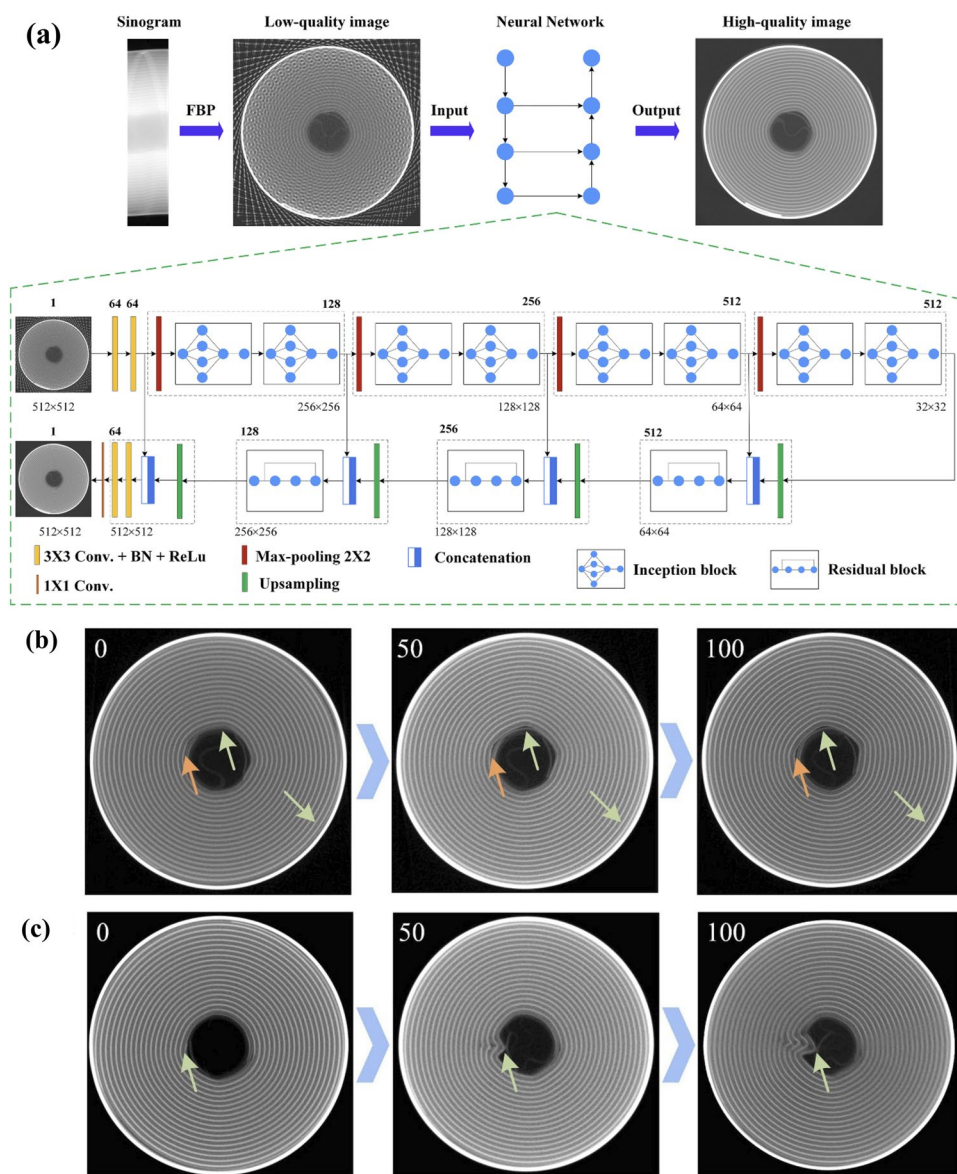 (a)
Sinogram Low-quality image Neural Network High-quality image
FBP Input Output
1 64 64 128 256 512 512
512×512 256×256 128×128 64×64 32×32
1 64 128 256 512
512×512 512×512 256×256 128×128 64×64
3X3 Conv. + BN + ReLu Max-pooling 2X2 Concatenation Inception block Residual block
1X1 Conv. Upsampling
(b)
0 50 100
(c)
0 50 100